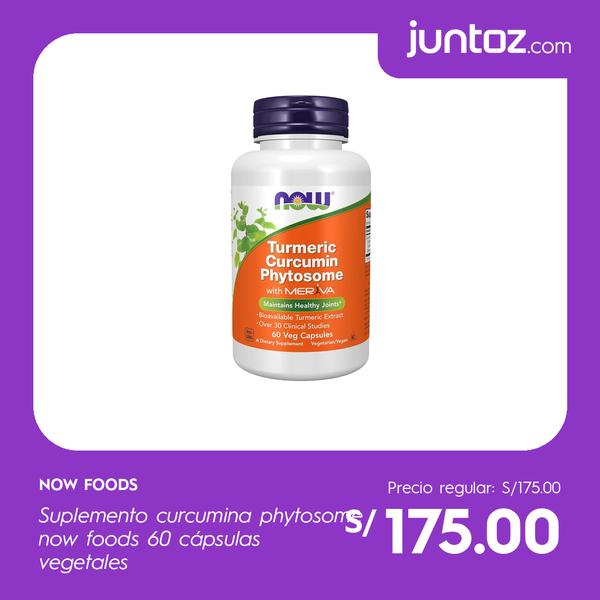 juntoz.com
NOW®
Su
Turmeric
Curcumin
Phytosome
with MERIVA
Maintains Healthy Joints*
• Bioavailable Turmeric Extract
• Over 30 Clinical Studies
60 Veg Capsules
A Dietary Supplement Vegetarian/Vegan
NOW FOODS
Precio regular: S/175.00
Suplemento curcumina phytosome
now foods 60 cápsulas
vegetales
S/ 175.00